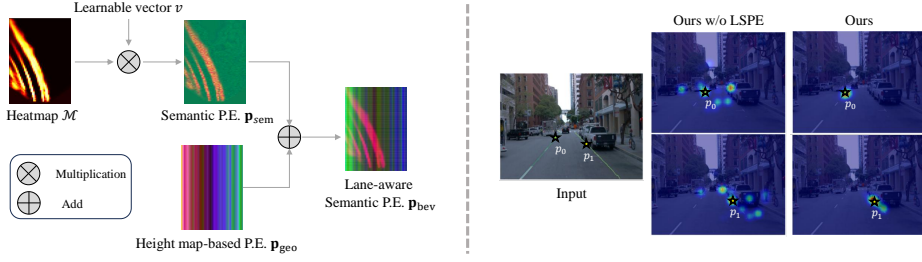 Learnable vector v
Heatmap ℳ
Semantic P.E. p_sem
Multiplication
Add
Height map-based P.E. p_geo
Lane-aware
Semantic P.E. p_bev
Input
p_0
p_1
Ours w/o LSPE
Ours
p_0
p_0
p_1
p_1